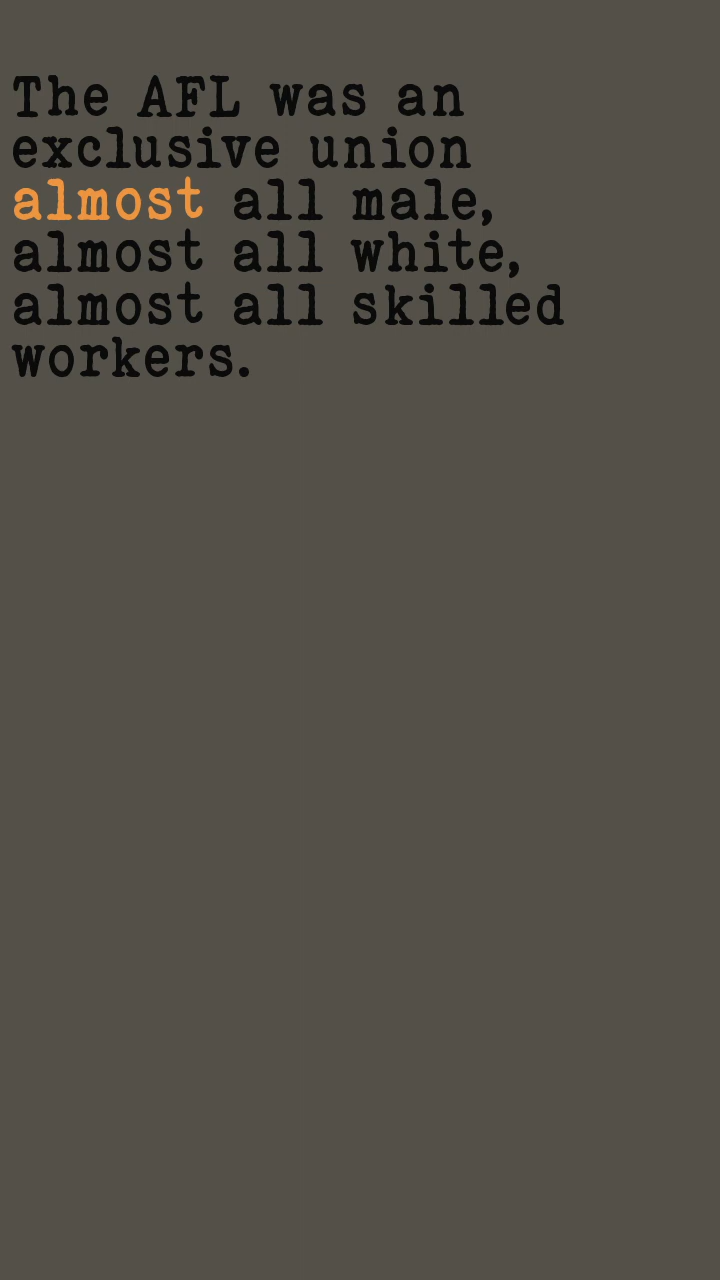 The AFL was an
exclusive union
almost all male,
almost all white,
almost all skilled
workers.